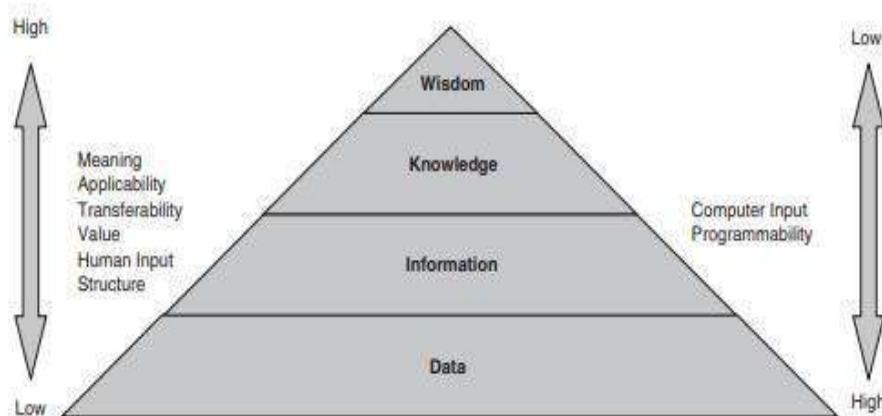 High
Low
Wisdom
Meaning
Applicability
Transferability
Value
Human Input
Structure
Knowledge
Computer Input
Programmability
Information
Data
Low
High